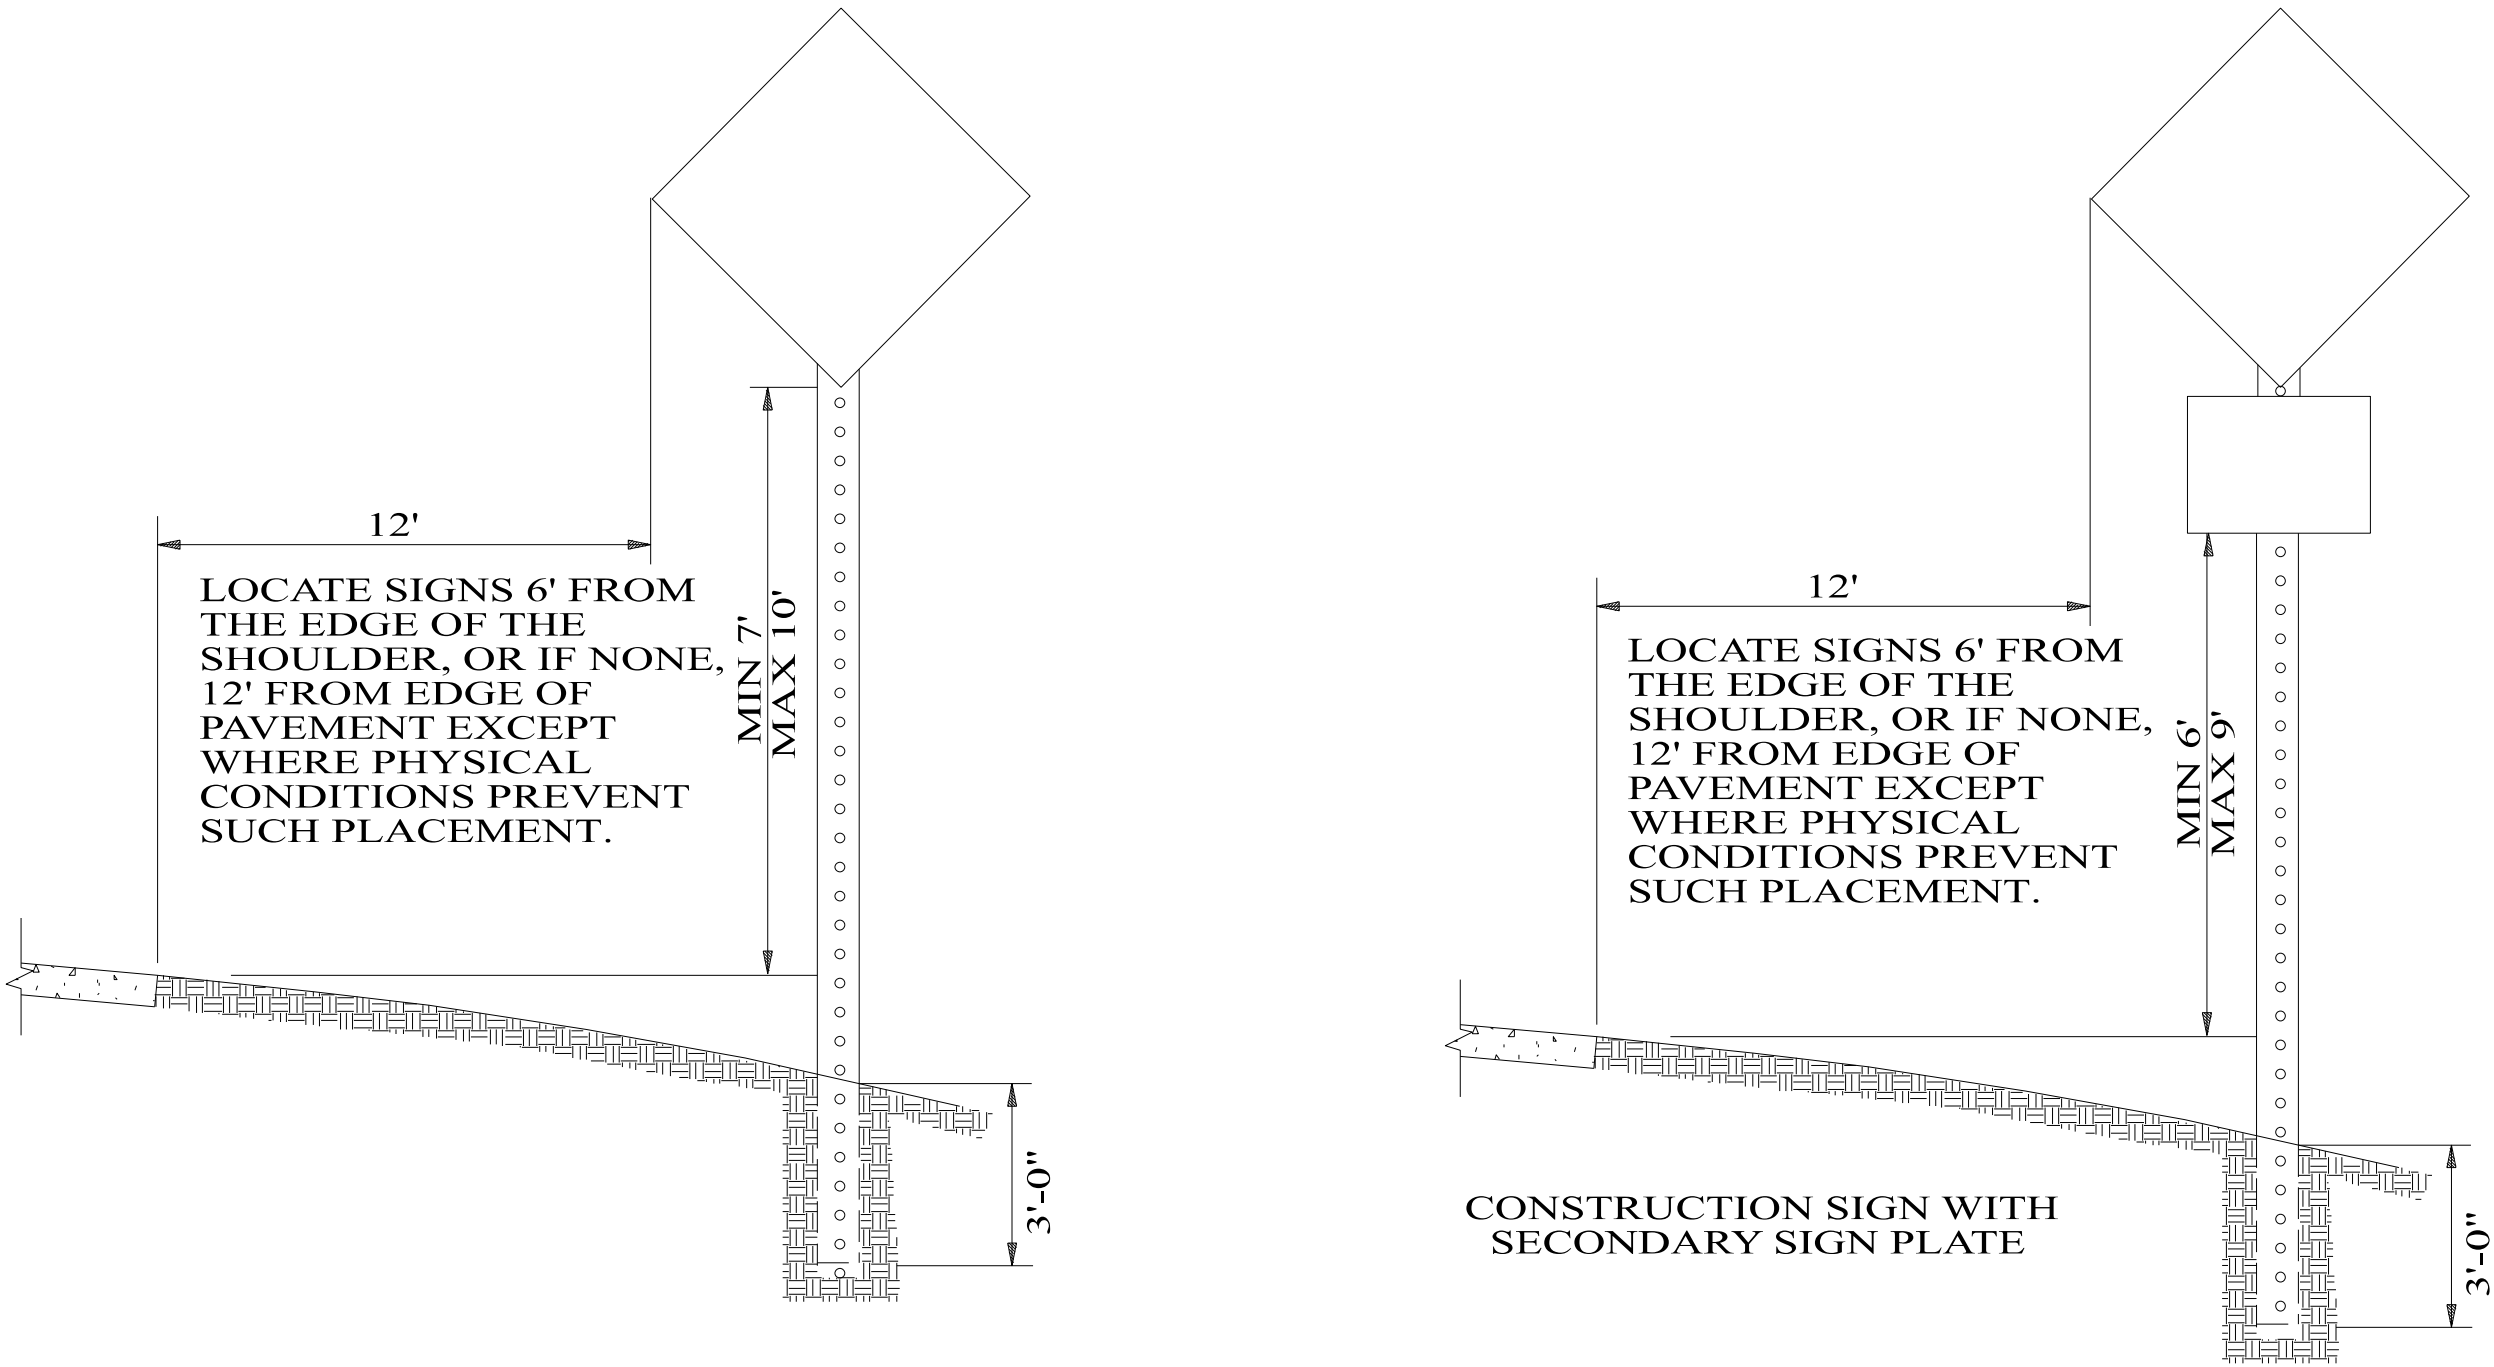 12'
LOCATE SIGNS 6' FROM
THE EDGE OF THE
SHOULDER, OR IF NONE,
12' FROM EDGE OF
PAVEMENT EXCEPT
WHERE PHYSICAL
CONDITIONS PREVENT
SUCH PLACEMENT.
MIN 7'
MAX 10'
3'-0"
12'
LOCATE SIGNS 6' FROM
THE EDGE OF THE
SHOULDER, OR IF NONE,
12' FROM EDGE OF
PAVEMENT EXCEPT
WHERE PHYSICAL
CONDITIONS PREVENT
SUCH PLACEMENT.
MIN 6'
MAX 9'
CONSTRUCTION SIGN WITH
SECONDARY SIGN PLATE
3'-0"